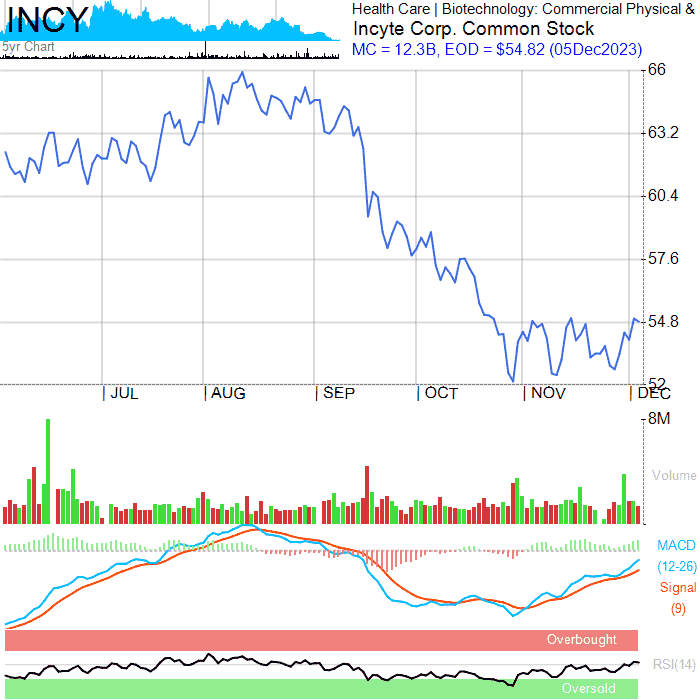 INCY
5yr Chart
Health Care | Biotechnology: Commercial Physical &
Incyte Corp. Common Stock
MC = 12.3B, EOD = $54.82 (05Dec2023)
66
63.2
60.4
57.6
54.8
52
| JUL | AUG | SEP | OCT | NOV | DEC
8M
Volume
MACD
(12-26)
Signal
(9)
Overbought
RSI(14)
Oversold